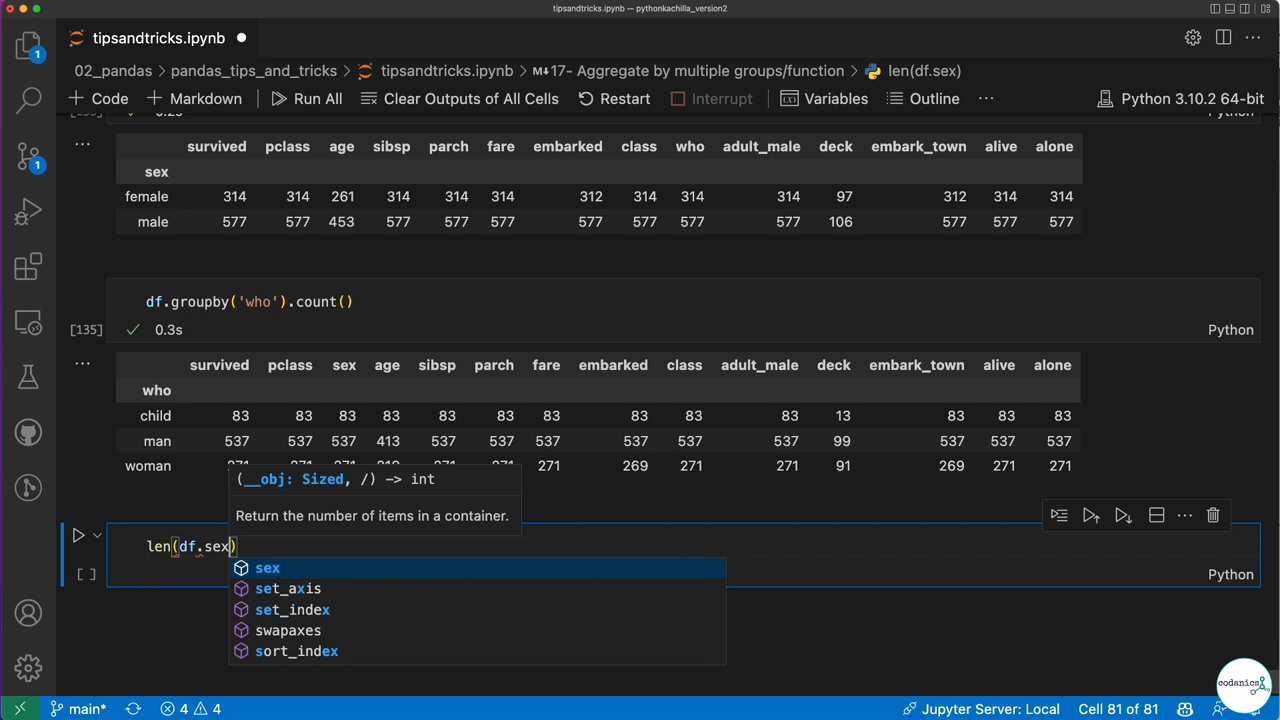 tipsandtricks.ipynb — pythonkachilla_version2
tipsandtricks.ipynb
02_pandas > pandas_tips_and_tricks > tipsandtricks.ipynb > M↓17- Aggregate by multiple groups/function > len(df.sex)
+ Code + Markdown Run All Clear Outputs of All Cells Restart Interrupt Variables Outline ... Python 3.10.2 64-bit
survived pclass age sibsp parch fare embarked class who adult_male deck embark_town alive alone
sex
female 314 314 261 314 314 314 312 314 314 314 97 312 314 314
male 577 577 453 577 577 577 577 577 577 577 106 577 577 577
df.groupby('who').count()
[135] 0.3s Python
survived pclass sex age sibsp parch fare embarked class adult_male deck embark_town alive alone
who
child 83 83 83 83 83 83 83 83 83 83 13 83 83 83
man 537 537 537 413 537 537 537 537 537 537 99 537 537 537
woman 271 269 271 271 91 269 271 271
(__obj: Sized, /) -> int
Return the number of items in a container.
len(df.sex)
[ ] Python
sex
set_axis
set_index
swapaxes
sort_index
1
1
main* 4 4 Jupyter Server: Local Cell 81 of 81
codanics